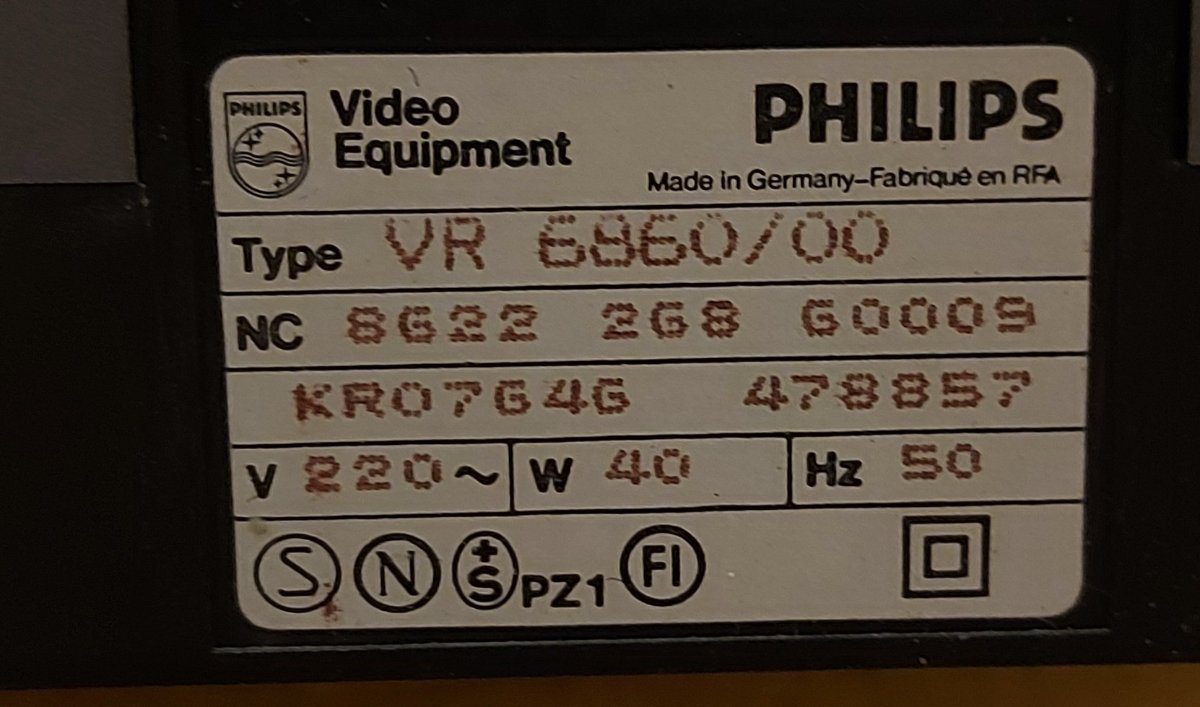 PHILIPS
Video
Equipment
PHILIPS
Made in Germany–Fabriqué en RFA
Type VR 6860/00
NC 8622 268 60009
KR07646 478857
V 220~ W 40 Hz 50
S N +S PZ1 FI